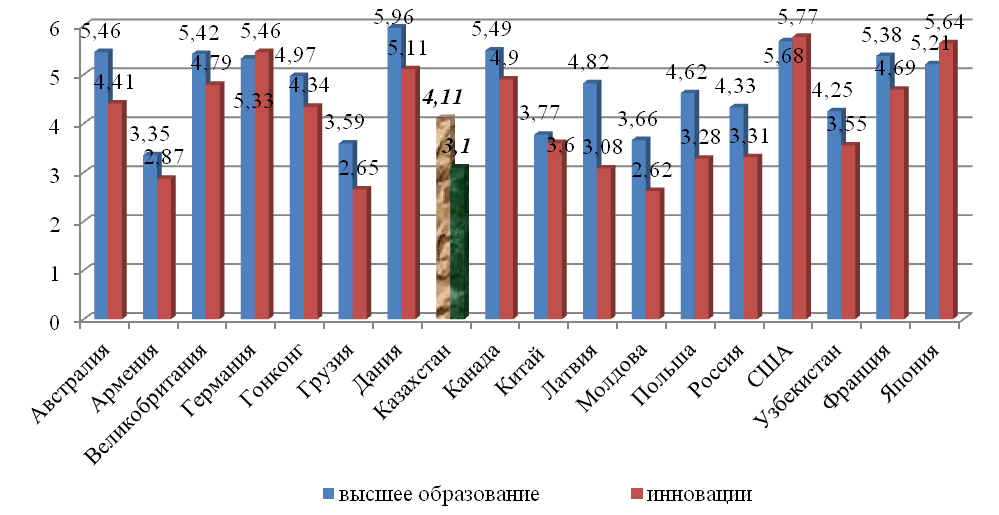 6
5
4
3
2
1
0
5,46
4,41
3,35
2,87
5,42
4,79
5,33
5,46
4,97
4,34
3,59
2,65
5,96
5,11
4,11
3,1
5,49
4,9
3,77
3,6
4,82
3,08
3,66
2,62
4,62
3,28
4,33
3,31
5,68
5,77
4,25
3,55
5,38
4,69
5,21
5,64
Австралия
Армения
Великобритания
Германия
Гонконг
Грузия
Дания
Казахстан
Канада
Китай
Латвия
Молдова
Польша
Россия
США
Узбекистан
Франция
Япония
высшее образование
инновации